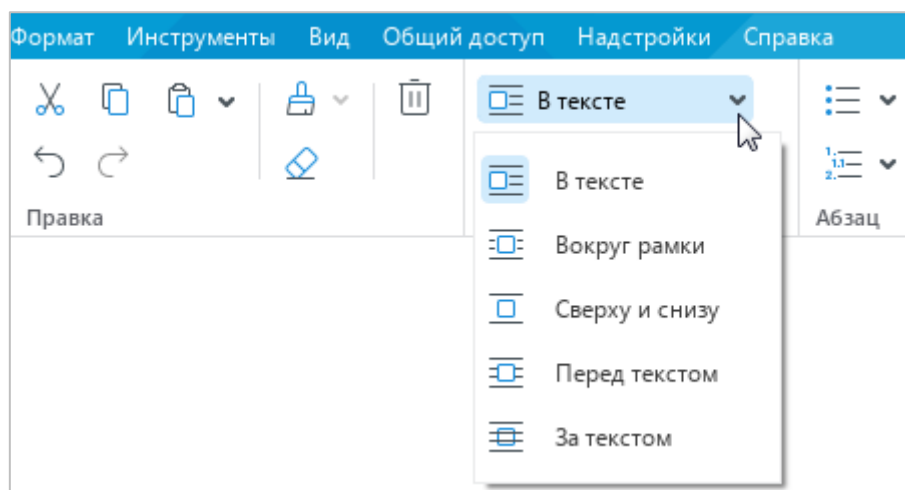 Формат Инструменты Вид Общий доступ Надстройки Справка
В тексте
Правка
Абзац
В тексте
Вокруг рамки
Сверху и снизу
Перед текстом
За текстом